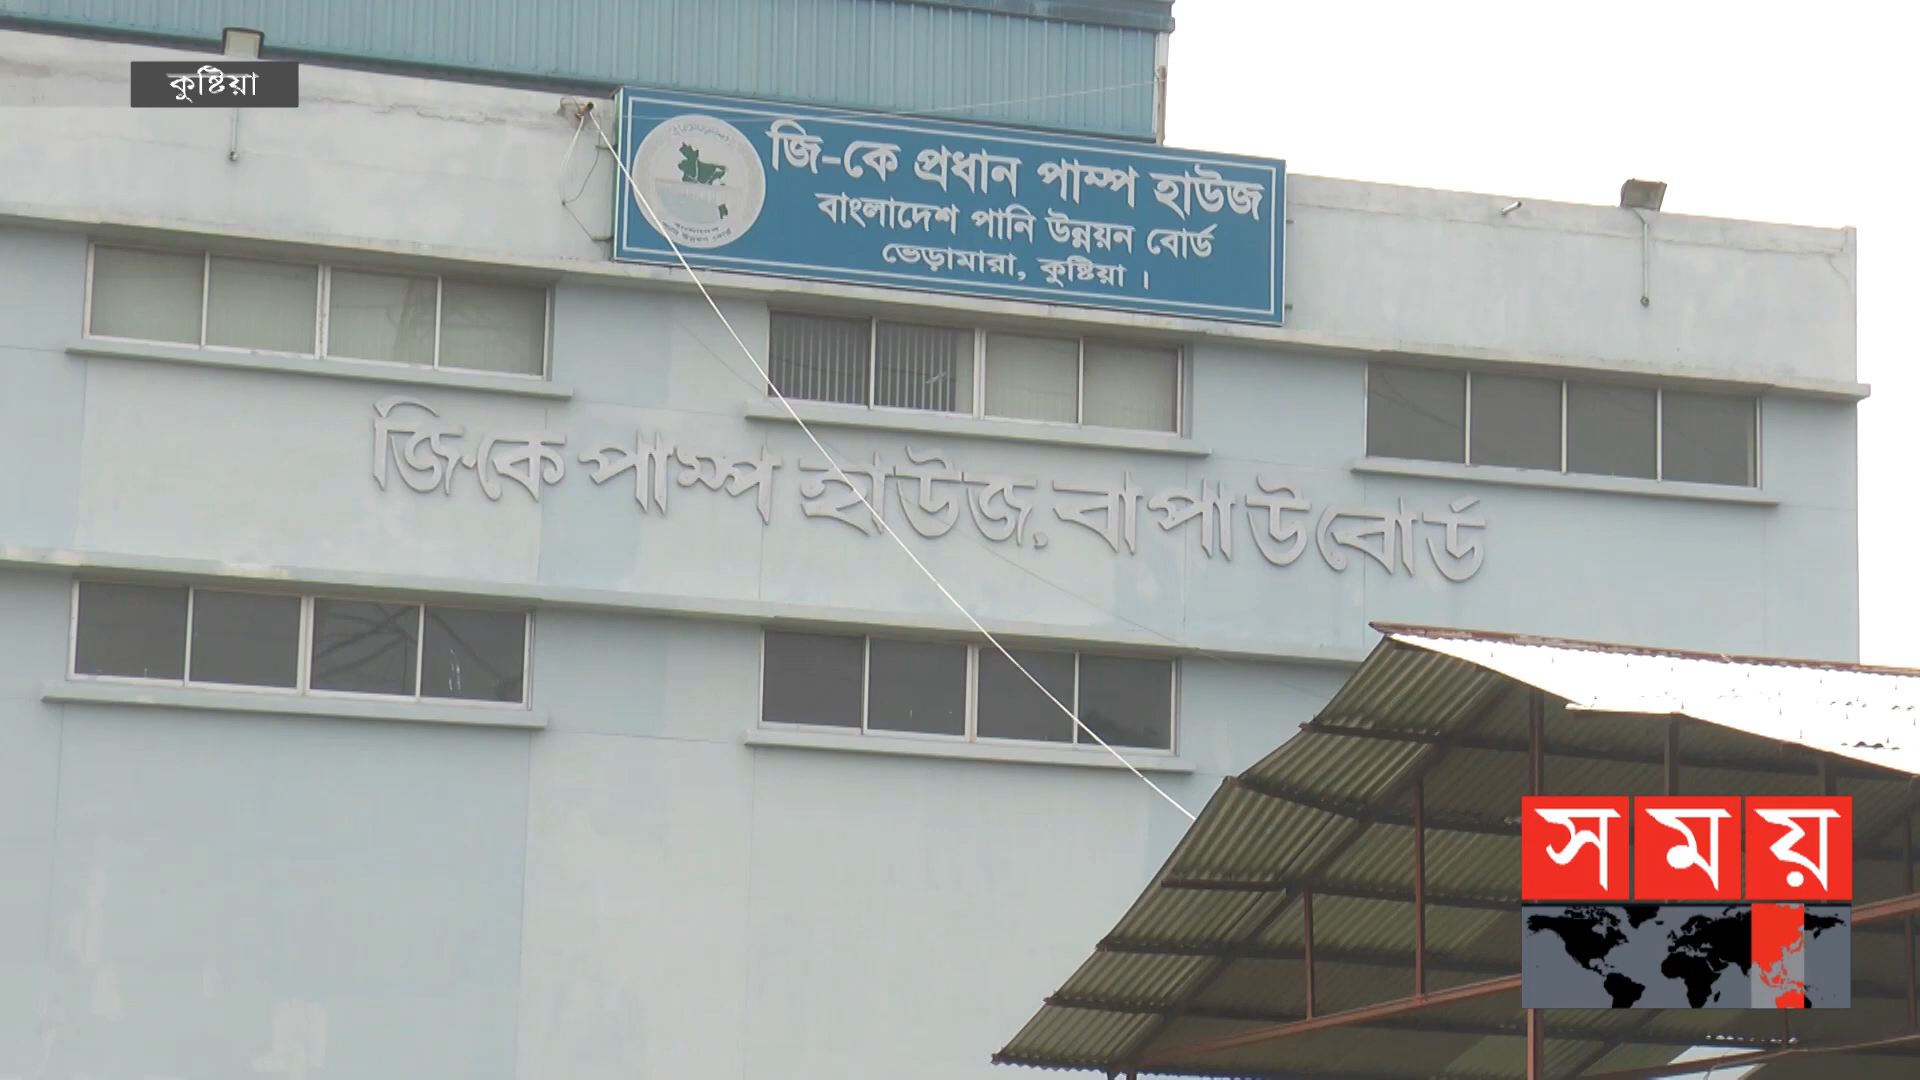 কুষ্টিয়া
জি-কে প্রধান পাম্প হাউজ
বাংলাদেশ পানি উন্নয়ন বোর্ড
ভেড়ামারা, কুষ্টিয়া ।
জি-কে পাম্প হাউজ, বাপাউবোর্ড
সময়